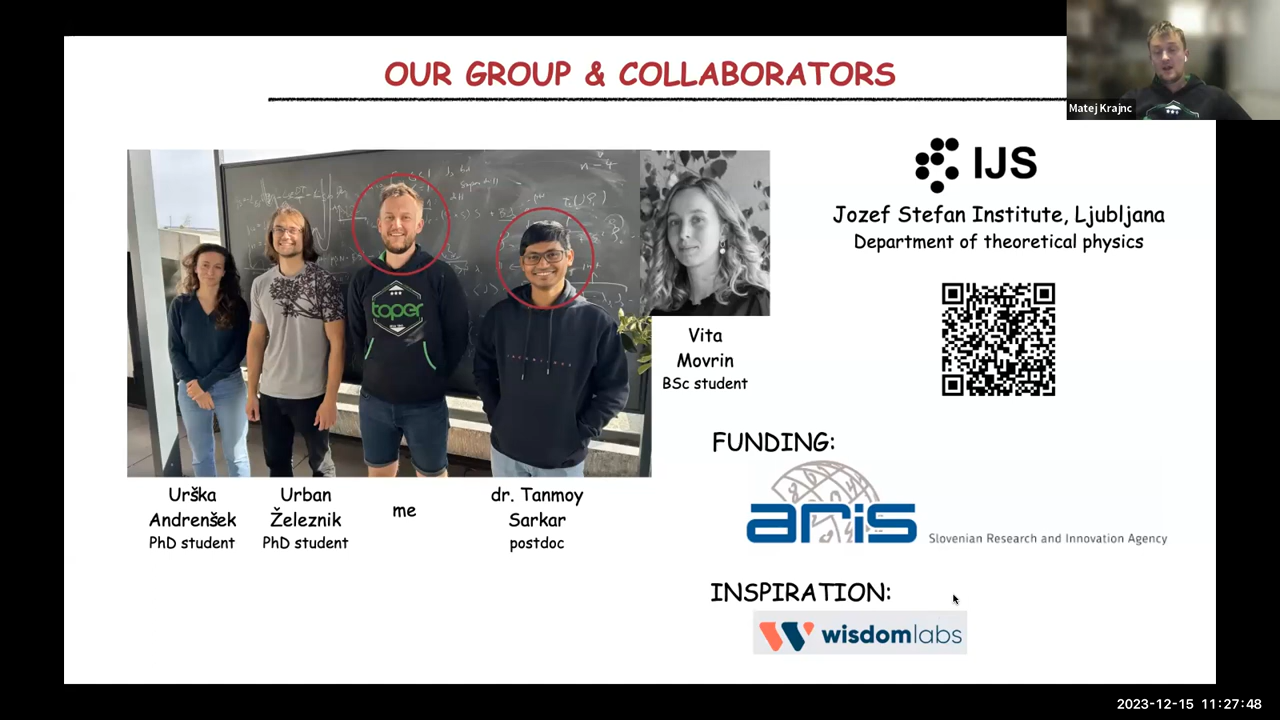 OUR GROUP & COLLABORATORS
Matej Krajnc
IJS
Jozef Stefan Institute, Ljubljana
Department of theoretical physics
toper
Vita
Movrin
BSc student
Urška
Andrenšek
PhD student
Urban
Železnik
PhD student
me
dr. Tanmoy
Sarkar
postdoc
FUNDING:
aris
Slovenian Research and Innovation Agency
INSPIRATION:
wisdomlabs
2023-12-15 11:27:48